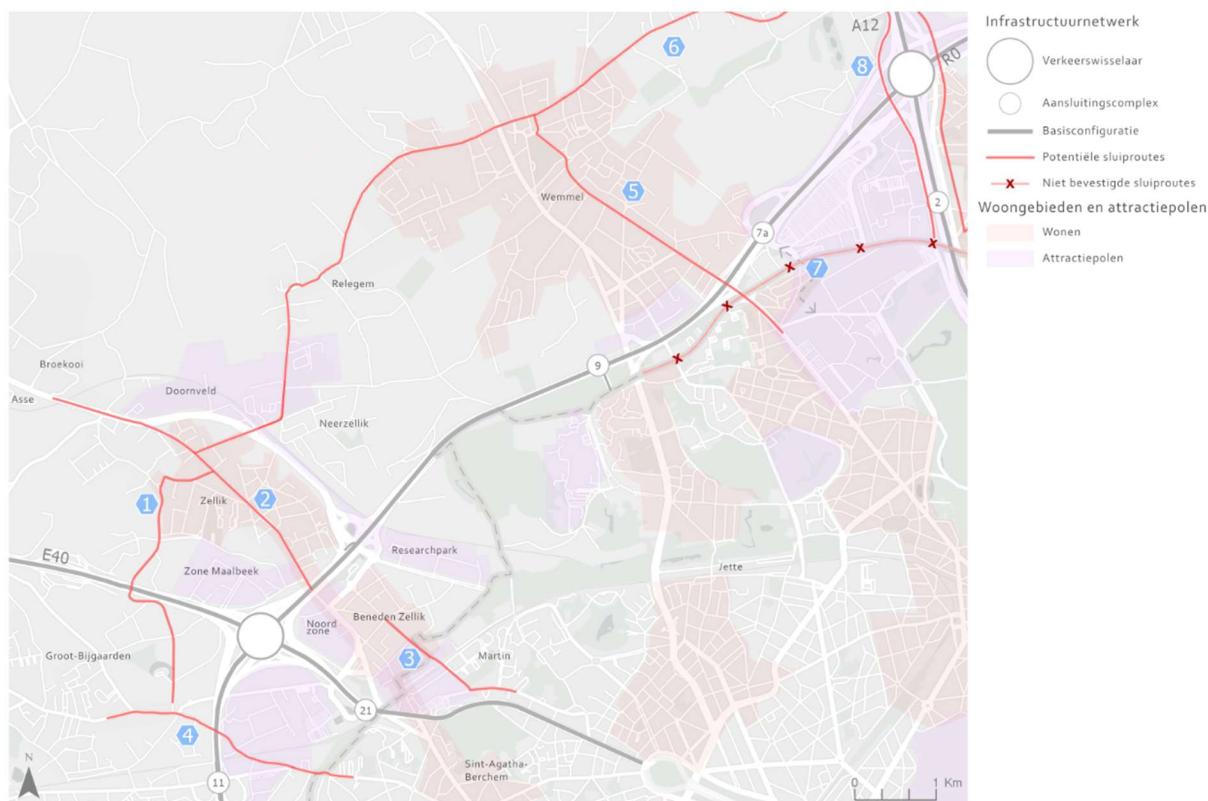 A12
R0
6
8
5
Wemmel
7a
2
7
Relegem
9
Broekooi
Doornveld
Asse
Neerzellik
1
2
Zellik
E40
Researchpark
Zone Maalbeek
Jette
Noord
zone
Beneden Zellik
Groot-Bijgaarden
3
Martin
21
4
Sint-Agatha-
Berchem
11
N
0 1 Km
Infrastructuurnetwerk
Verkeerswisselaar
Aansluitingscomplex
Basisconfiguratie
Potentiële sluiproutes
Niet bevestigde sluiproutes
Woongebieden en attractiepolen
Wonen
Attractiepolen